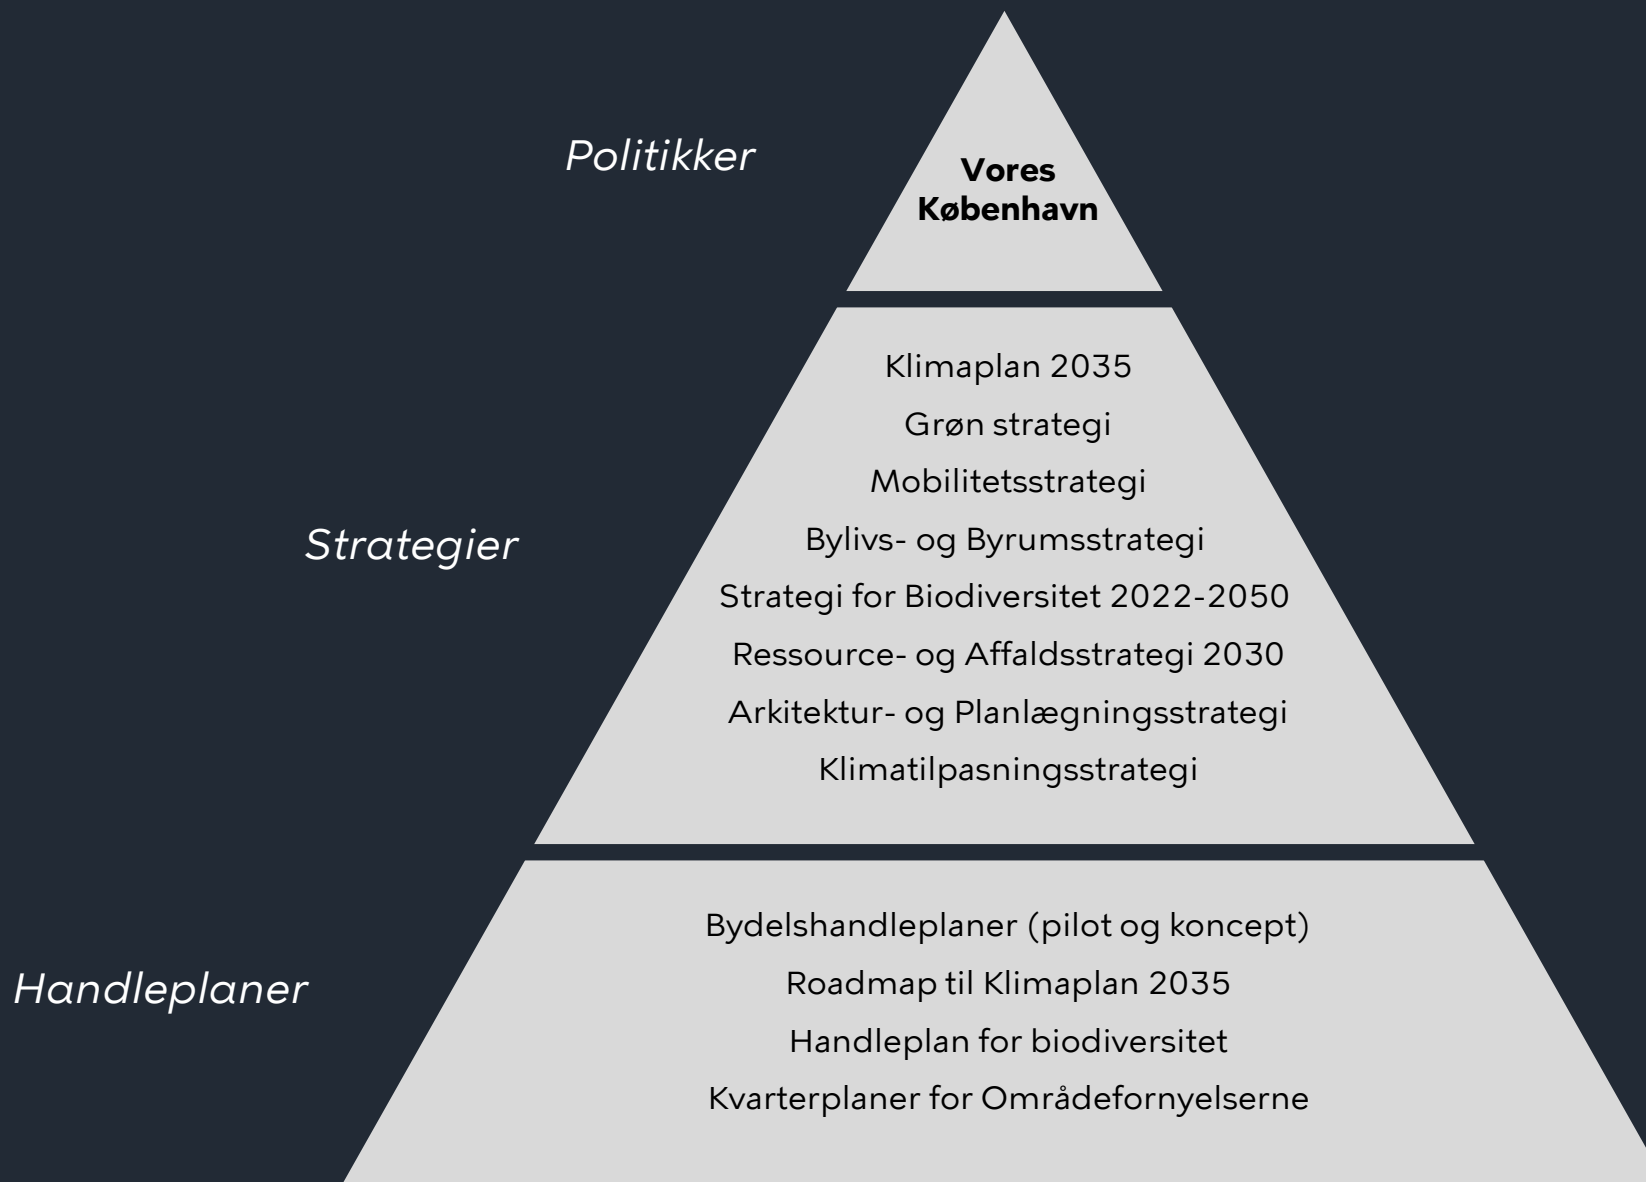 Politikker
Vores
København
Strategier
Klimaplan 2035
Grøn strategi
Mobilitetsstrategi
Bylivs- og Byrumsstrategi
Strategi for Biodiversitet 2022-2050
Ressource- og Affaldsstrategi 2030
Arkitektur- og Planlægningsstrategi
Klimatilpasningsstrategi
Handleplaner
Bydelshandleplaner (pilot og koncept)
Roadmap til Klimaplan 2035
Handleplan for biodiversitet
Kvarterplaner for Områdefornyelserne